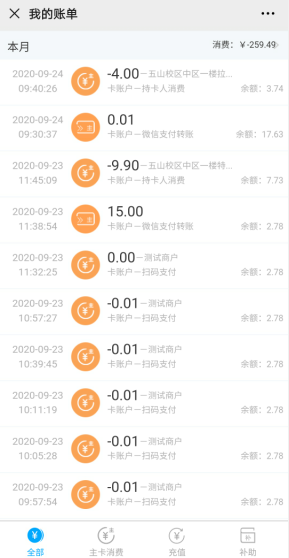 我的账单
本月 消费：￥-259.49
2020-09-24 -4.00－五山校区中区一楼拉...
09:40:26 卡账户－持卡人消费 余额：3.74
2020-09-24 0.01
09:30:37 卡账户－微信支付转账 余额：17.63
2020-09-23 -9.90－五山校区中区一楼特...
11:45:09 卡账户－持卡人消费 余额：7.73
2020-09-23 15.00
11:38:54 卡账户－微信支付转账 余额：2.78
2020-09-23 0.00－测试商户
11:32:25 卡账户－扫码支付 余额：2.78
2020-09-23 -0.01－测试商户
10:57:27 卡账户－扫码支付 余额：2.78
2020-09-23 -0.01－测试商户
10:39:45 卡账户－扫码支付 余额：2.78
2020-09-23 -0.01－测试商户
10:11:19 卡账户－扫码支付 余额：2.78
2020-09-23 -0.01－测试商户
10:05:28 卡账户－扫码支付 余额：2.78
2020-09-23 -0.01－测试商户
09:57:54 卡账户－扫码支付 余额：2.78
全部 主卡消费 充值 补助